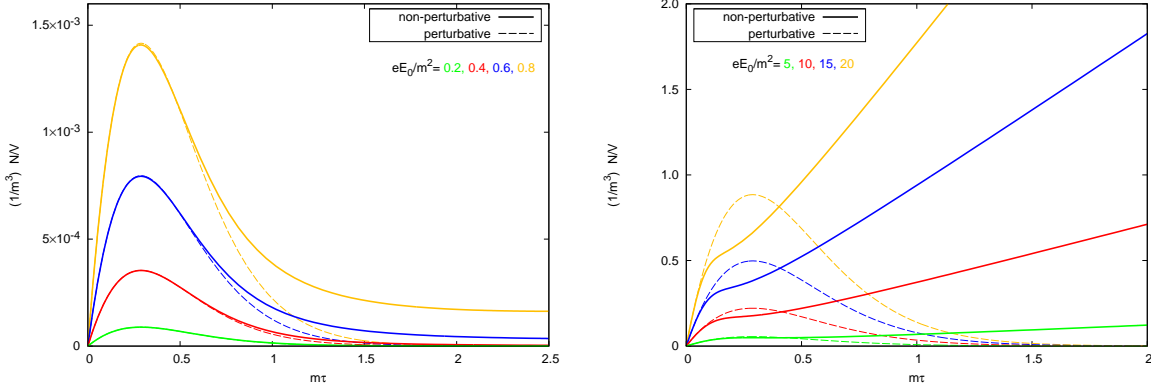 1.5×10⁻³
1×10⁻³
5×10⁻⁴
0
(1/m³) N/V
non-perturbative
perturbative
eE₀/m²= 0.2, 0.4, 0.6, 0.8
0 0.5 1 1.5 2 2.5
mτ
2.0
1.5
1.0
0.5
0
(1/m³) N/V
non-perturbative
perturbative
eE₀/m²= 5, 10, 15, 20
0 0.5 1 1.5 2
mτ